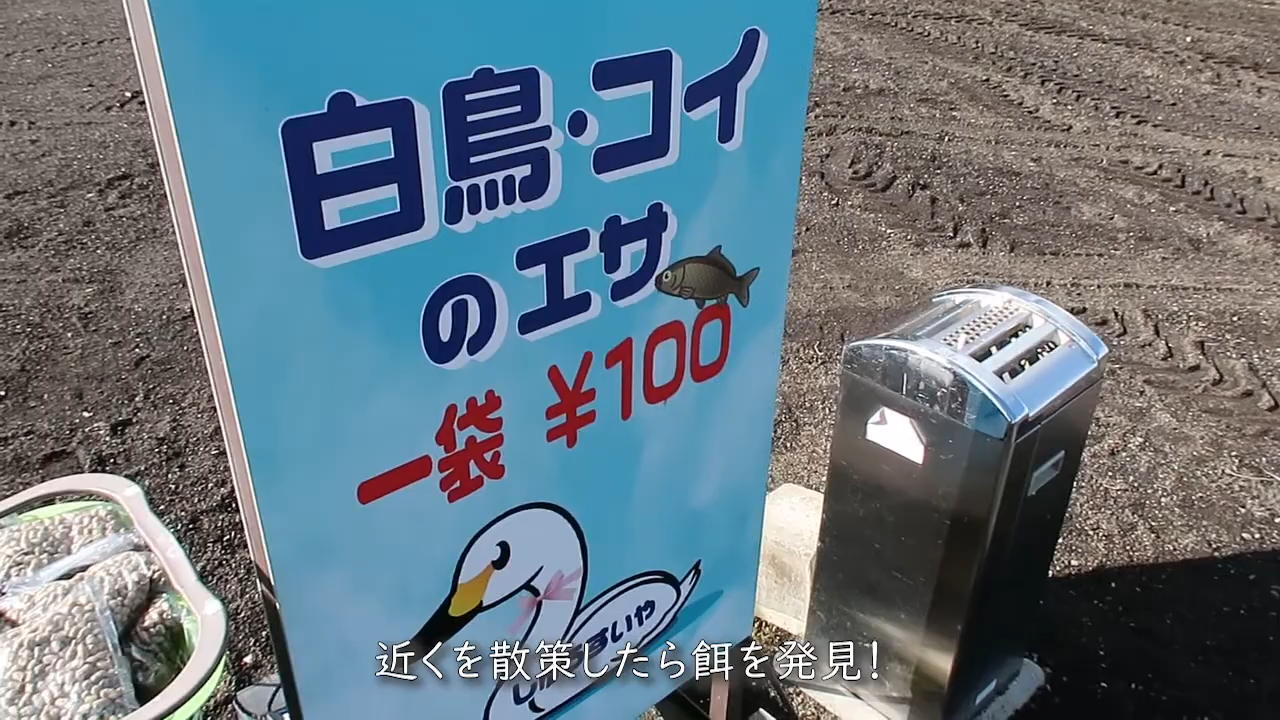 白鳥・コイ
のエサ
一袋 ¥100
近くを散策したら餌を発見!